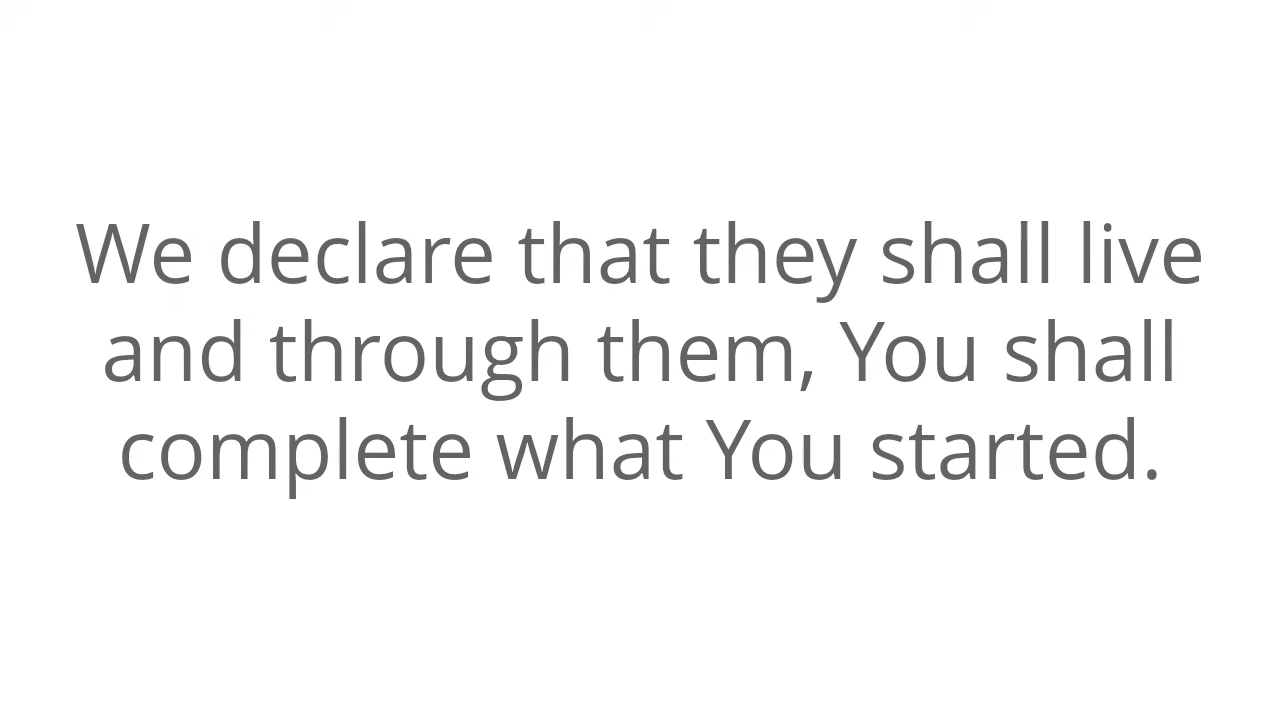 We declare that they shall live
and through them, You shall
complete what You started.